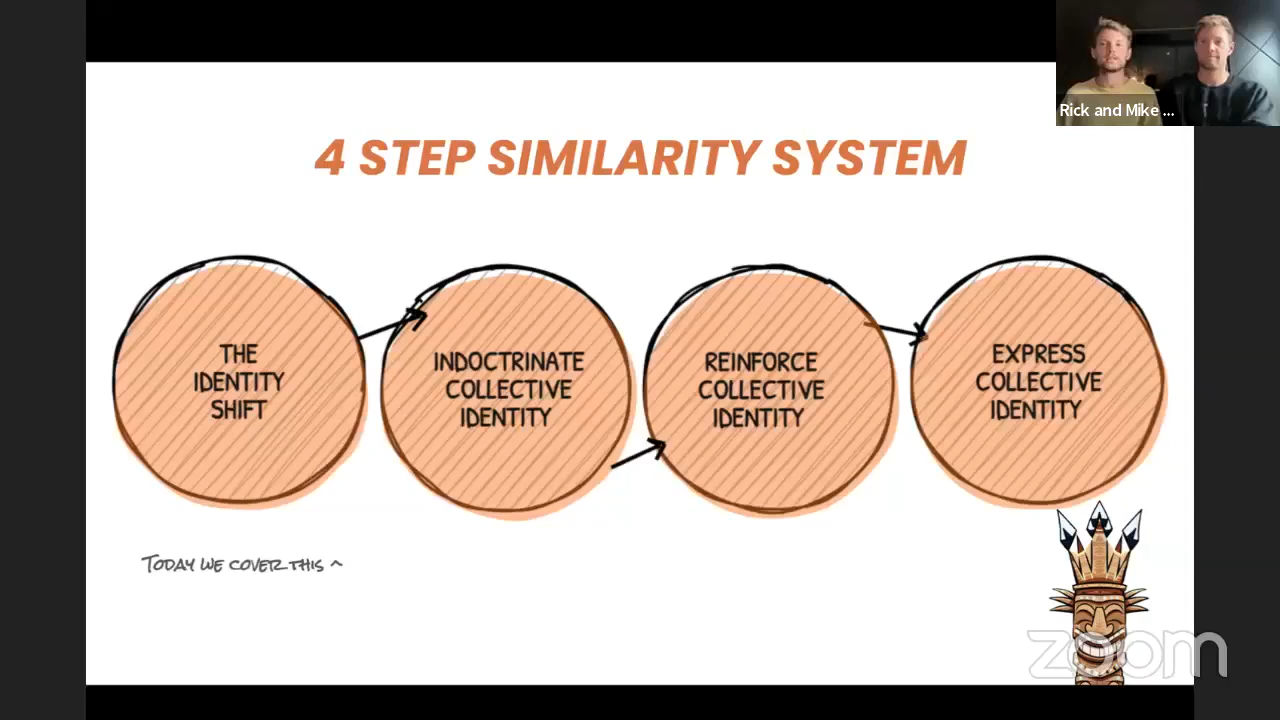 Rick and Mike ...
4 STEP SIMILARITY SYSTEM
THE
IDENTITY
SHIFT
INDOCTRINATE
COLLECTIVE
IDENTITY
REINFORCE
COLLECTIVE
IDENTITY
EXPRESS
COLLECTIVE
IDENTITY
TODAY WE COVER THIS ^
zoom